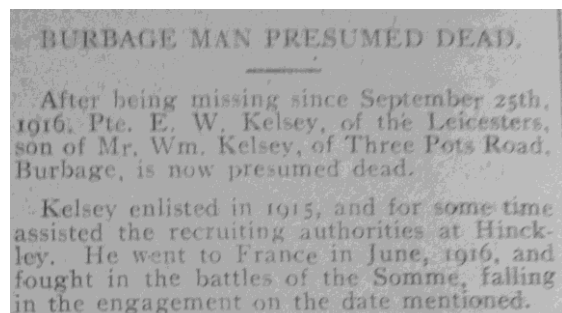 BURBAGE MAN PRESUMED DEAD.
After being missing since September 25th,
1916, Pte. E. W. Kelsey, of the Leicesters,
son of Mr. Wm. Kelsey, of Three Pots Road,
Burbage, is now presumed dead.
Kelsey enlisted in 1915, and for some time
assisted the recruiting authorities at Hinck-
ley. He went to France in June, 1916, and
fought in the battles of the Somme, falling
in the engagement on the date mentioned.